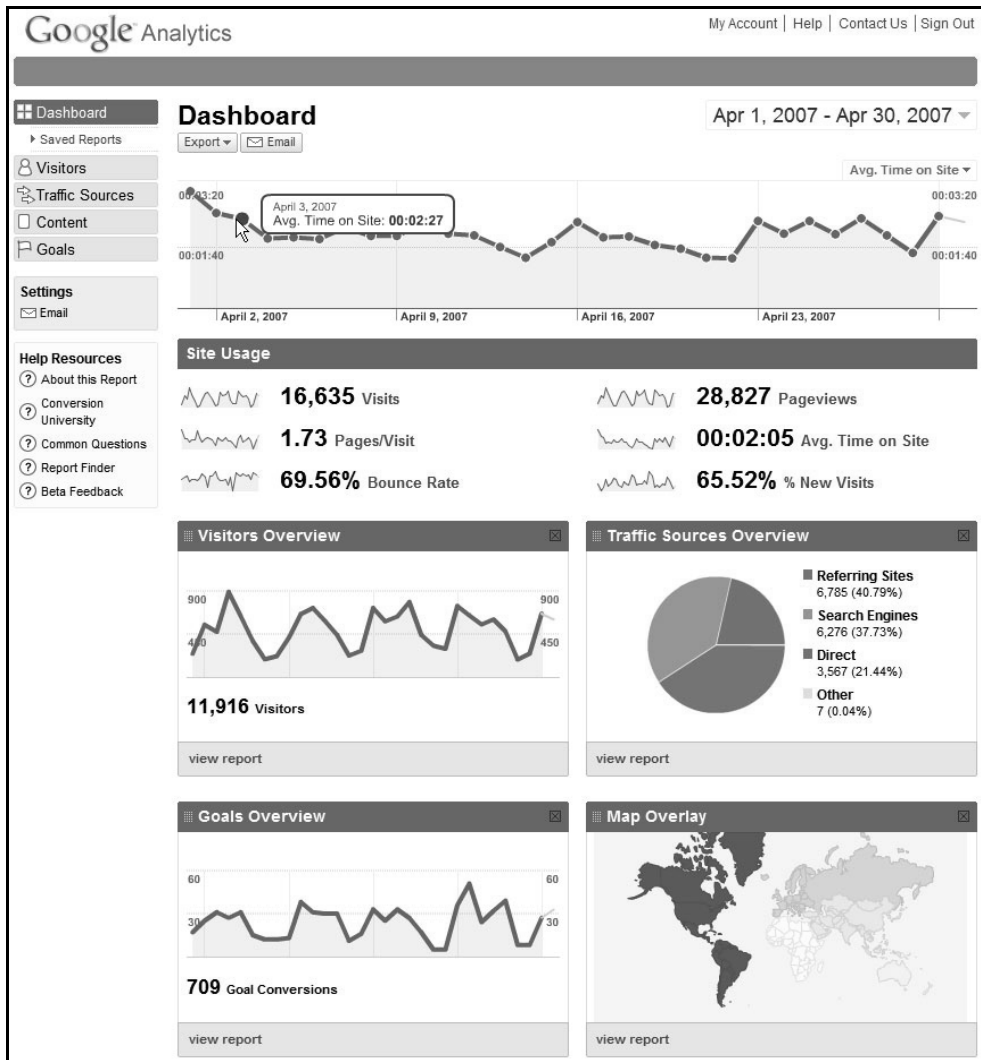 Google Analytics
My Account | Help | Contact Us | Sign Out
Dashboard
Saved Reports
Visitors
Traffic Sources
Content
Goals
Settings
Email
Help Resources
About this Report
Conversion
University
Common Questions
Report Finder
Beta Feedback
Dashboard
Apr 1, 2007 - Apr 30, 2007
Export
Email
Avg. Time on Site
00:03:20
00:03:20
April 3, 2007
Avg. Time on Site: 00:02:27
00:01:40
00:01:40
April 2, 2007
April 9, 2007
April 16, 2007
April 23, 2007
Site Usage
16,635 Visits
28,827 Pageviews
1.73 Pages/Visit
00:02:05 Avg. Time on Site
69.56% Bounce Rate
65.52% % New Visits
Visitors Overview
900
900
450
450
11,916 Visitors
view report
Traffic Sources Overview
Referring Sites
6,785 (40.79%)
Search Engines
6,276 (37.73%)
Direct
3,567 (21.44%)
Other
7 (0.04%)
view report
Goals Overview
60
60
30
30
709 Goal Conversions
view report
Map Overlay
view report